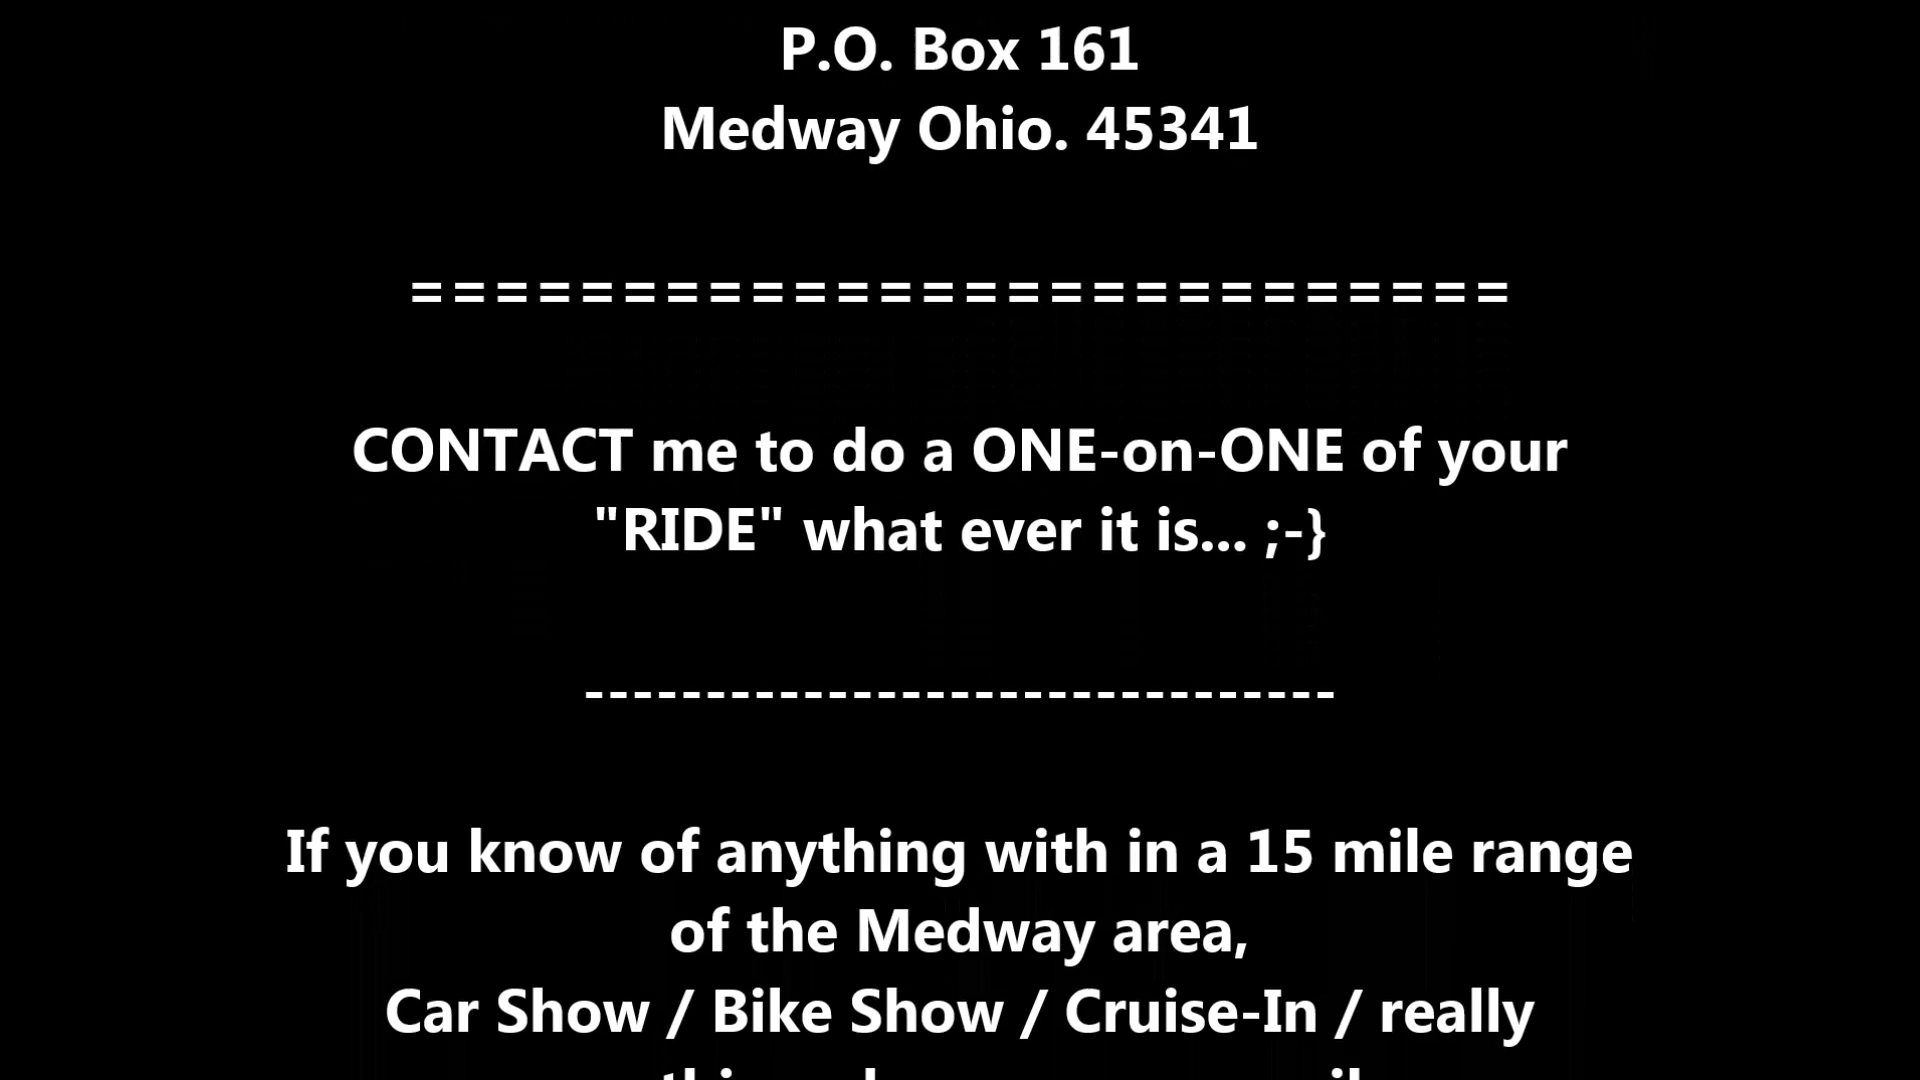 P.O. Box 161
Medway Ohio. 45341
==========================
CONTACT me to do a ONE-on-ONE of your
"RIDE" what ever it is... ;-}
-------------------------------
If you know of anything with in a 15 mile range
of the Medway area,
Car Show / Bike Show / Cruise-In / really